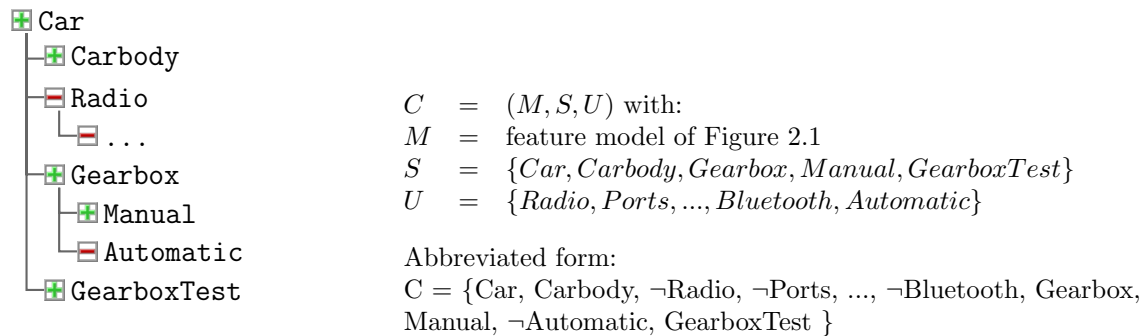 Car
Carbody
Radio
...
Gearbox
Manual
Automatic
GearboxTest
C = (M, S, U) with:
M = feature model of Figure 2.1
S = {Car, Carbody, Gearbox, Manual, GearboxTest}
U = {Radio, Ports, ..., Bluetooth, Automatic}
Abbreviated form:
C = {Car, Carbody, ¬Radio, ¬Ports, ..., ¬Bluetooth, Gearbox,
Manual, ¬Automatic, GearboxTest }